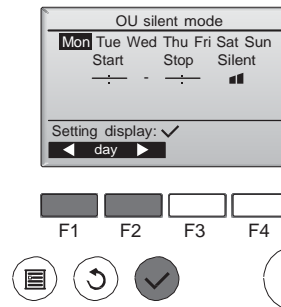 OU silent mode
Mon Tue Wed Thu Fri Sat Sun
Start Stop Silent
--:-- - --:--
Setting display: ✓
◀ day ▶
F1 F2 F3 F4